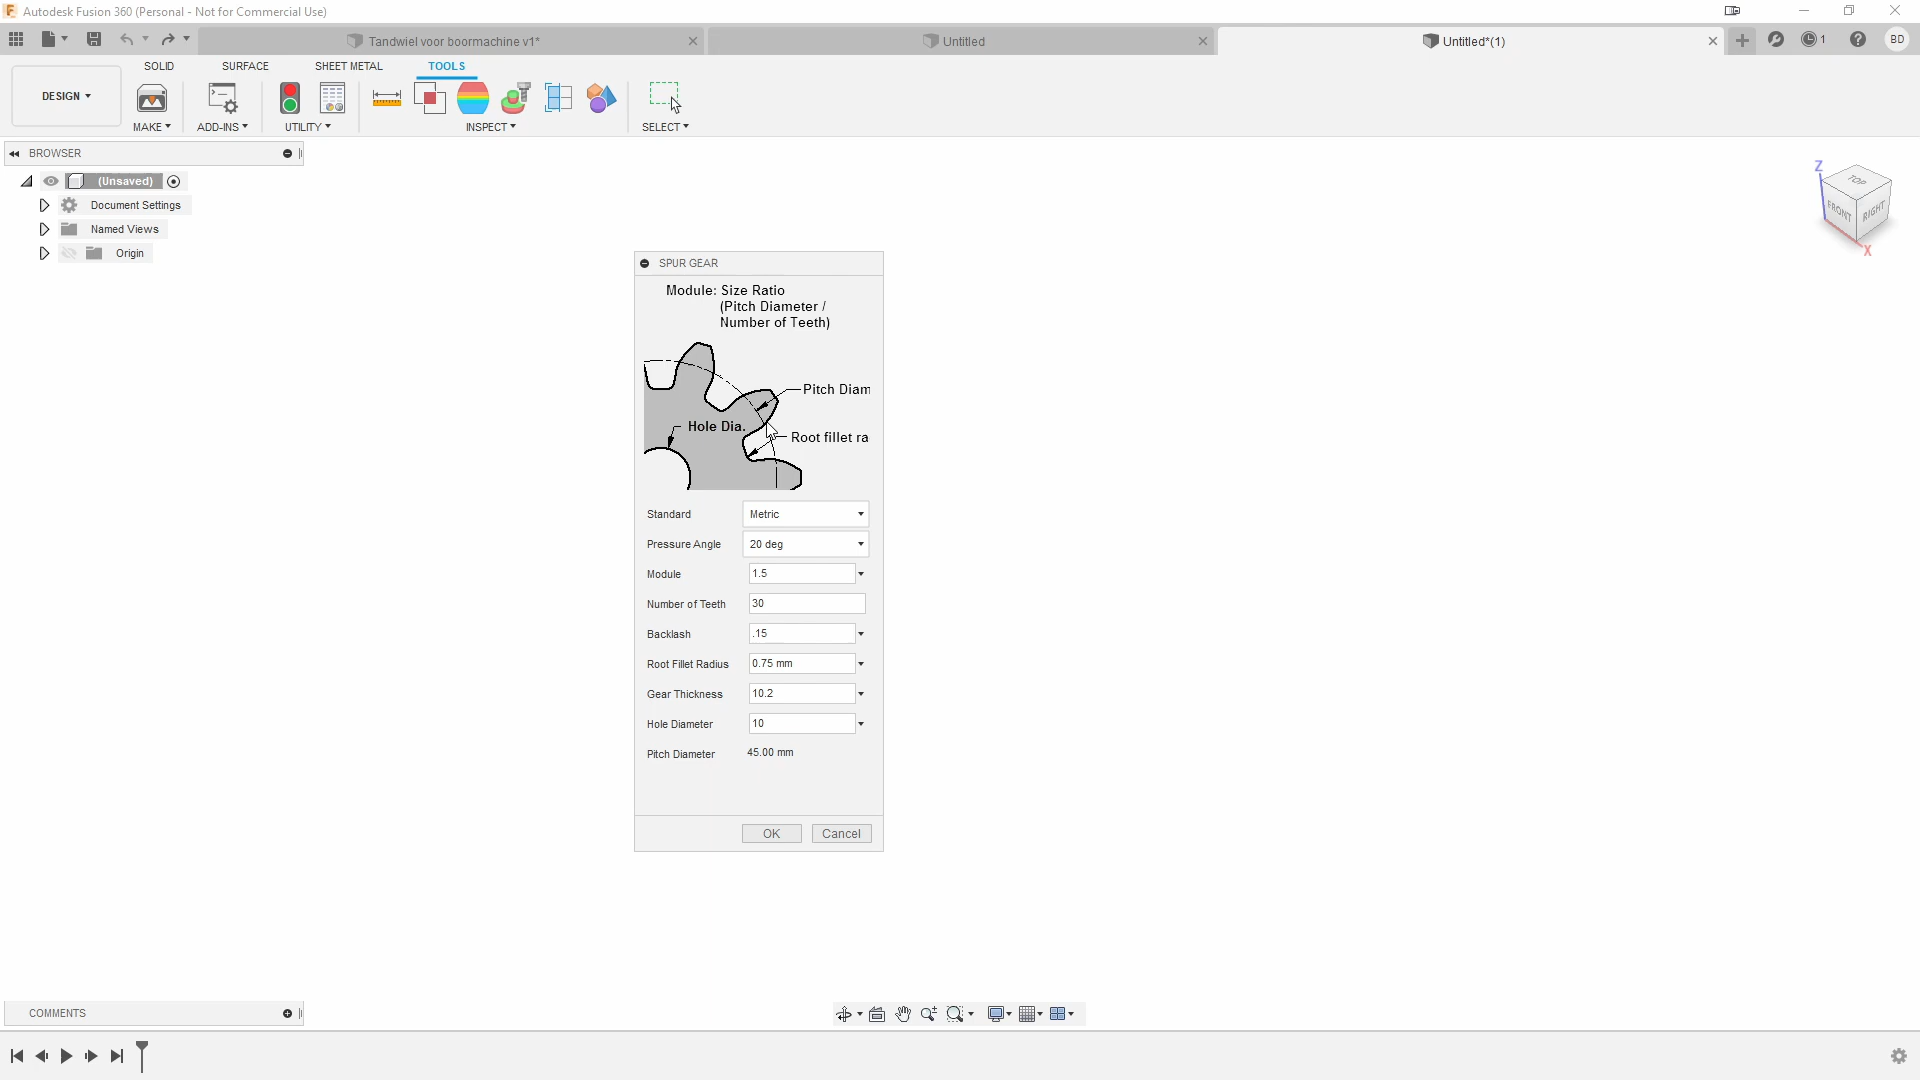 Autodesk Fusion 360 (Personal - Not for Commercial Use)
Tandwiel voor boormachine v1*
Untitled
Untitled*(1)
1
BD
DESIGN
SOLID
SURFACE
SHEET METAL
TOOLS
MAKE
ADD-INS
UTILITY
INSPECT
SELECT
BROWSER
(Unsaved)
Document Settings
Named Views
Origin
Z
TOP
FRONT
RIGHT
X
SPUR GEAR
Module: Size Ratio
(Pitch Diameter /
Number of Teeth)
Pitch Diam
Hole Dia.
Root fillet ra
Standard Metric
Pressure Angle 20 deg
Module 1.5
Number of Teeth 30
Backlash .15
Root Fillet Radius 0.75 mm
Gear Thickness 10.2
Hole Diameter 10
Pitch Diameter 45.00 mm
OK
Cancel
COMMENTS